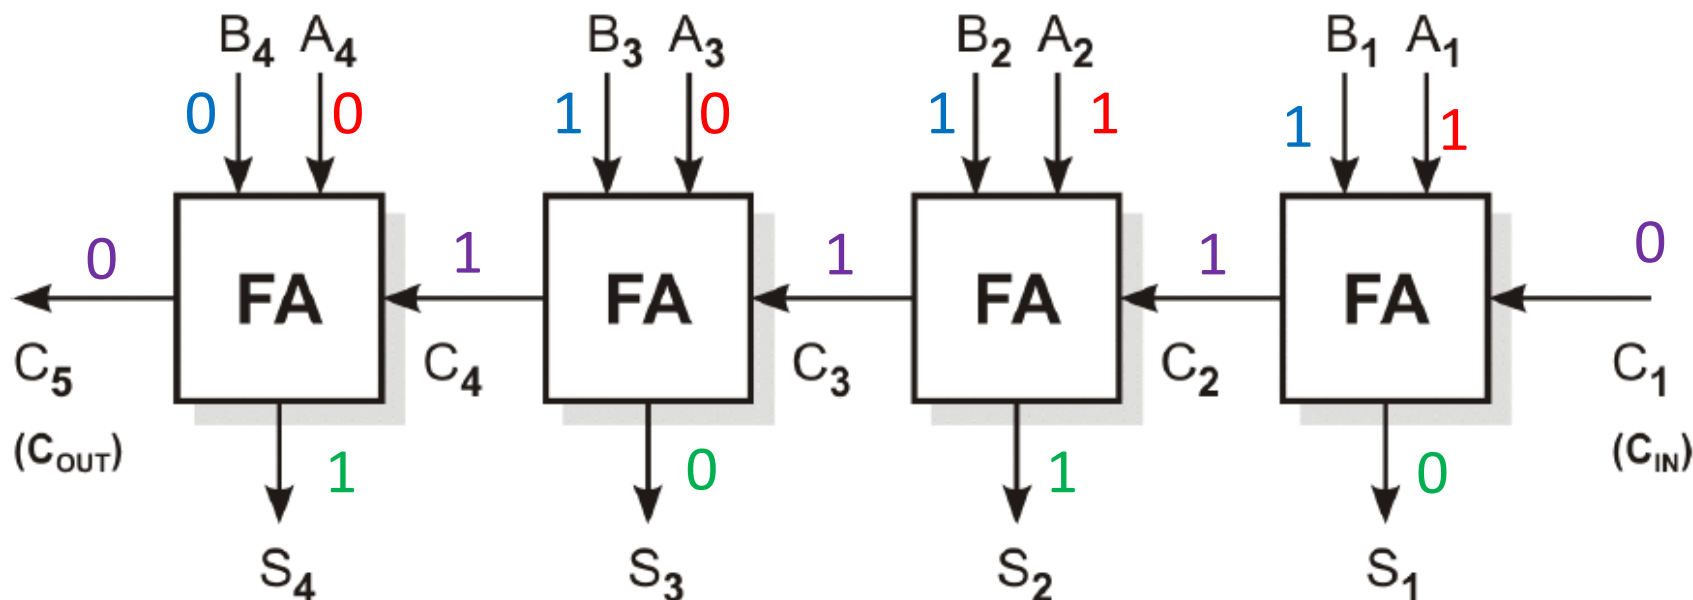 B4 A4 B3 A3 B2 A2 B1 A1
0 0 1 0 1 1 1 1
0 1 1 1 0
FA FA FA FA
C5 C4 C3 C2 C1
(COUT) (CIN)
1 0 1 0
S4 S3 S2 S1